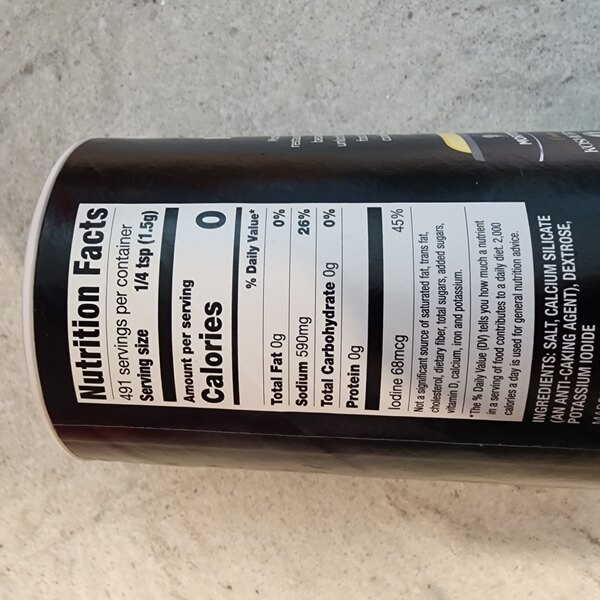 Nutrition Facts
491 servings per container
Serving size 1/4 tsp (1.5g)
Amount per serving
Calories 0
% Daily Value*
Total Fat 0g 0%
Sodium 590mg 26%
Total Carbohydrate 0g 0%
Protein 0g
Iodine 68mcg 45%
Not a significant source of saturated fat, trans fat,
cholesterol, dietary fiber, total sugars, added sugars,
vitamin D, calcium, iron and potassium.
*The % Daily Value (DV) tells you how much a nutrient
in a serving of food contributes to a daily diet. 2,000
calories a day is used for general nutrition advice.
INGREDIENTS: SALT, CALCIUM SILICATE
(AN ANTI-CAKING AGENT), DEXTROSE,
POTASSIUM IODIDE